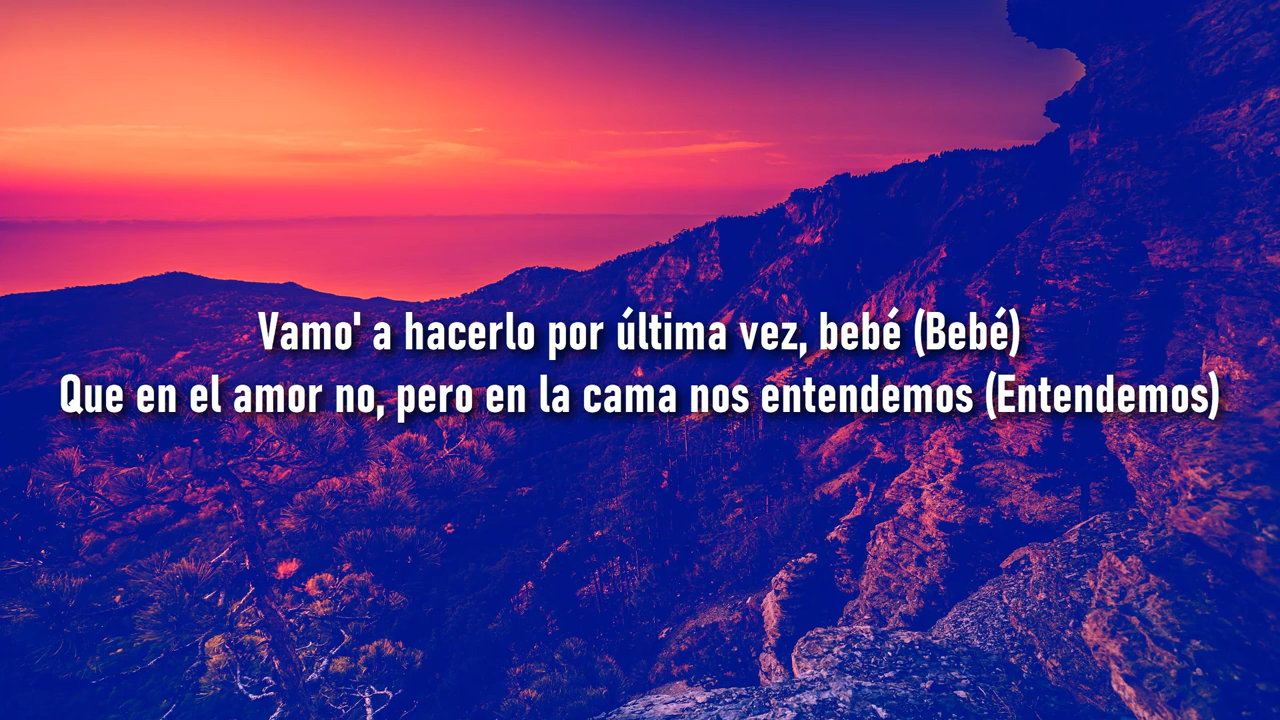 Vamo' a hacerlo por última vez, bebé (Bebé)
Que en el amor no, pero en la cama nos entendemos (Entendemos)